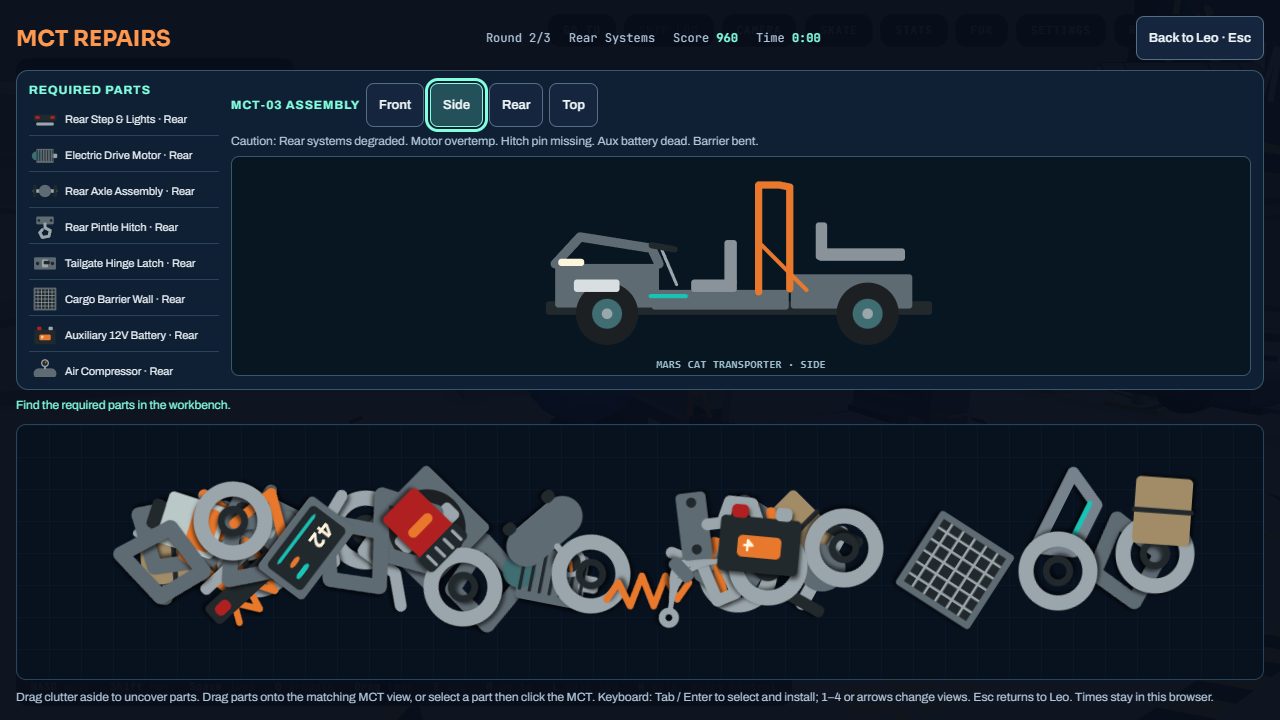 MCT REPAIRS
Round 2/3 Rear Systems Score 960 Time 0:00
Back to Leo · Esc
REQUIRED PARTS
Rear Step & Lights · Rear
Electric Drive Motor · Rear
Rear Axle Assembly · Rear
Rear Pintle Hitch · Rear
Tailgate Hinge Latch · Rear
Cargo Barrier Wall · Rear
Auxiliary 12V Battery · Rear
Air Compressor · Rear
MCT-03 ASSEMBLY
Front
Side
Rear
Top
Caution: Rear systems degraded. Motor overtemp. Hitch pin missing. Aux battery dead. Barrier bent.
MARS CAT TRANSPORTER · SIDE
Find the required parts in the workbench.
42
Drag clutter aside to uncover parts. Drag parts onto the matching MCT view, or select a part then click the MCT. Keyboard: Tab / Enter to select and install; 1–4 or arrows change views. Esc returns to Leo. Times stay in this browser.